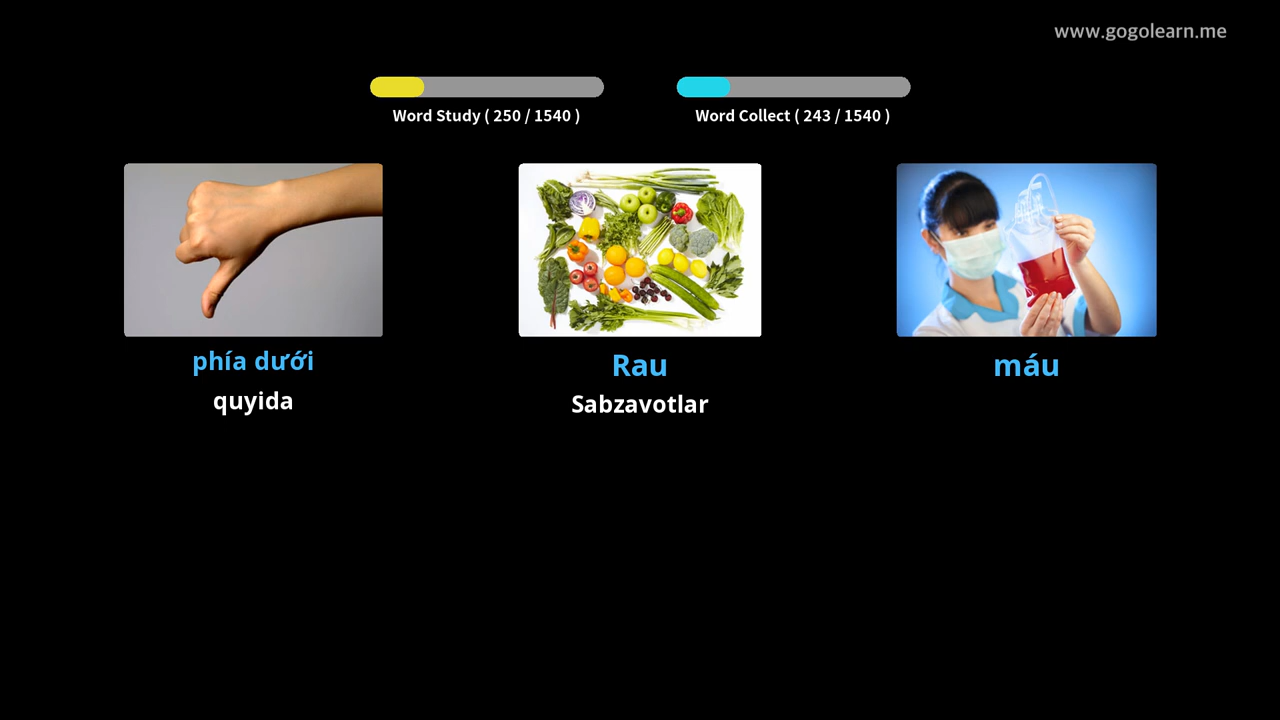 www.gogolearn.me
Word Study ( 250 / 1540 )
Word Collect ( 243 / 1540 )
phía dưới
quyida
Rau
Sabzavotlar
máu